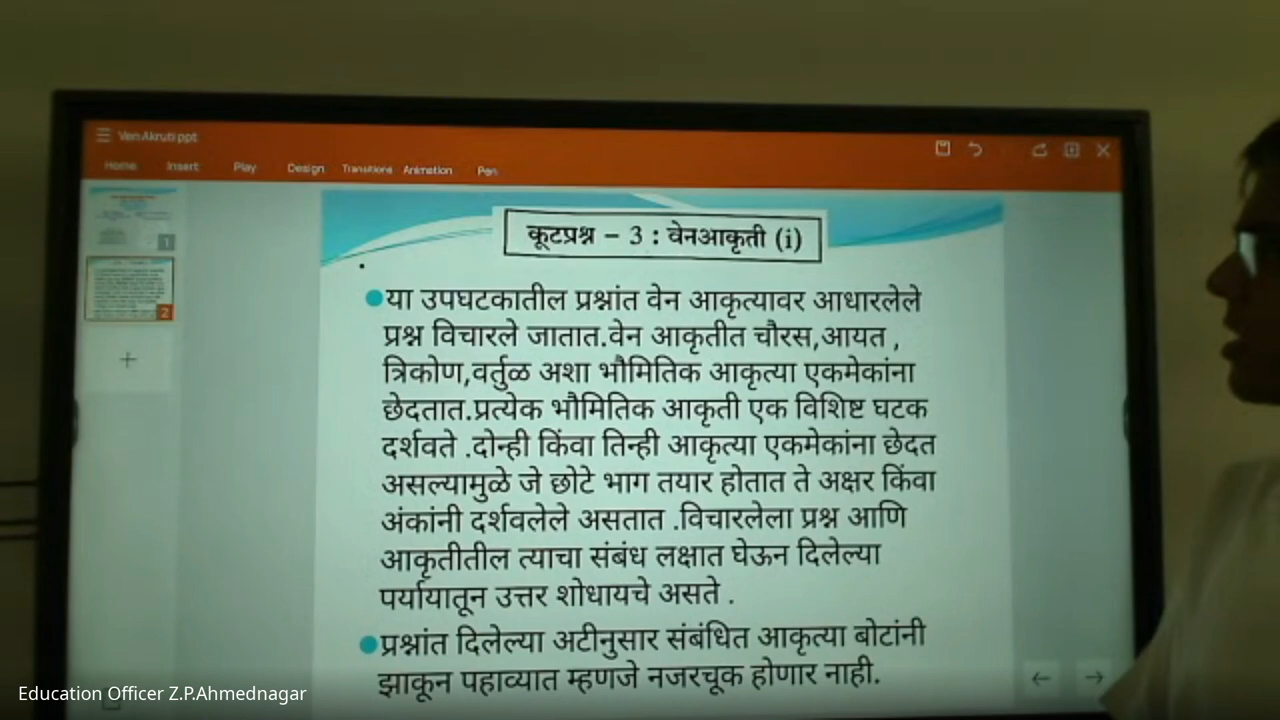 Ven Akruti ppt
Home Insert Play Design Transitions Animation Pen
1
2
कूटप्रश्न – 3 : वेनआकृती (i)
या उपघटकातील प्रश्नांत वेन आकृत्यावर आधारलेले
प्रश्न विचारले जातात.वेन आकृतीत चौरस,आयत ,
त्रिकोण,वर्तुळ अशा भौमितिक आकृत्या एकमेकांना
छेदतात.प्रत्येक भौमितिक आकृती एक विशिष्ट घटक
दर्शवते .दोन्ही किंवा तिन्ही आकृत्या एकमेकांना छेदत
असल्यामुळे जे छोटे भाग तयार होतात ते अक्षर किंवा
अंकांनी दर्शवलेले असतात .विचारलेला प्रश्न आणि
आकृतीतील त्याचा संबंध लक्षात घेऊन दिलेल्या
पर्यायातून उत्तर शोधायचे असते .
प्रश्नांत दिलेल्या अटीनुसार संबंधित आकृत्या बोटांनी
झाकून पहाव्यात म्हणजे नजरचूक होणार नाही.
Education Officer Z.P.Ahmednagar